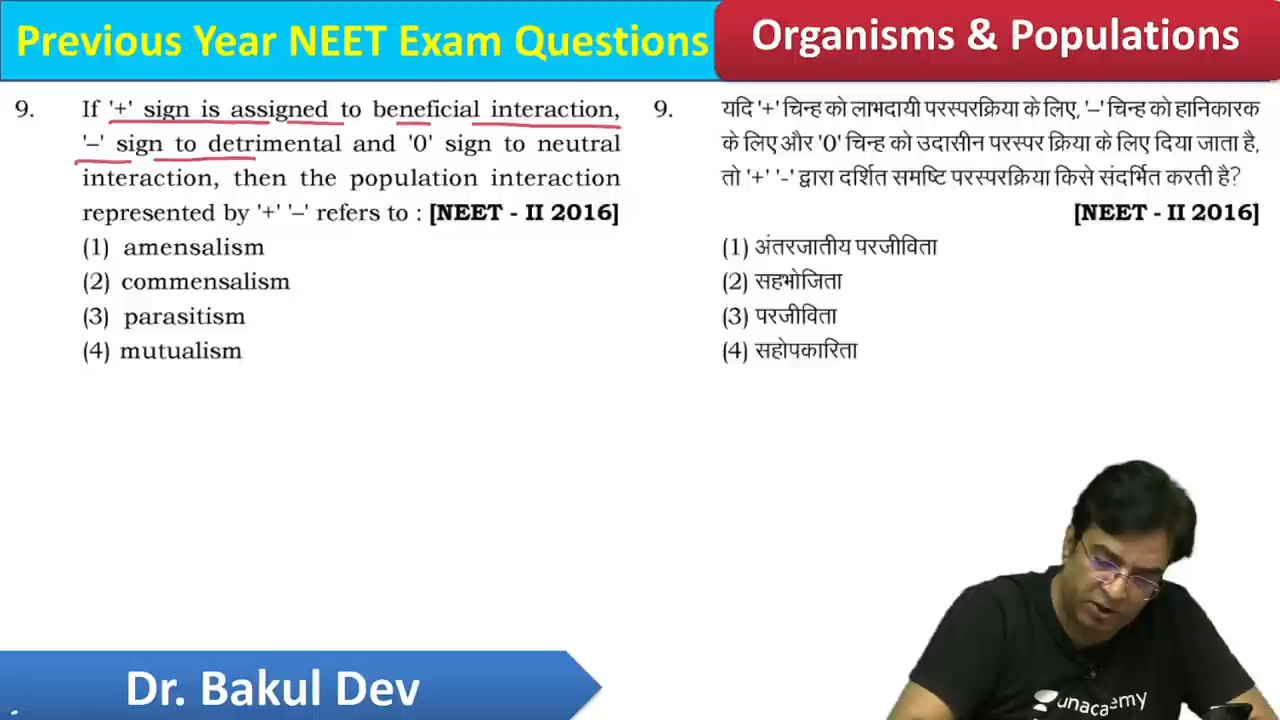 Previous Year NEET Exam Questions
Organisms & Populations
9. If '+' sign is assigned to beneficial interaction,
'–' sign to detrimental and '0' sign to neutral
interaction, then the population interaction
represented by '+' '–' refers to : [NEET - II 2016]
(1) amensalism
(2) commensalism
(3) parasitism
(4) mutualism
9. यदि '+' चिन्ह को लाभदायी परस्परक्रिया के लिए, '–' चिन्ह को हानिकारक
के लिए और '0' चिन्ह को उदासीन परस्पर क्रिया के लिए दिया जाता है,
तो '+' '-' द्वारा दर्शित समष्टि परस्परक्रिया किसे संदर्भित करती है?
[NEET - II 2016]
(1) अंतरजातीय परजीविता
(2) सहभोजिता
(3) परजीविता
(4) सहोपकारिता
Dr. Bakul Dev
unacademy